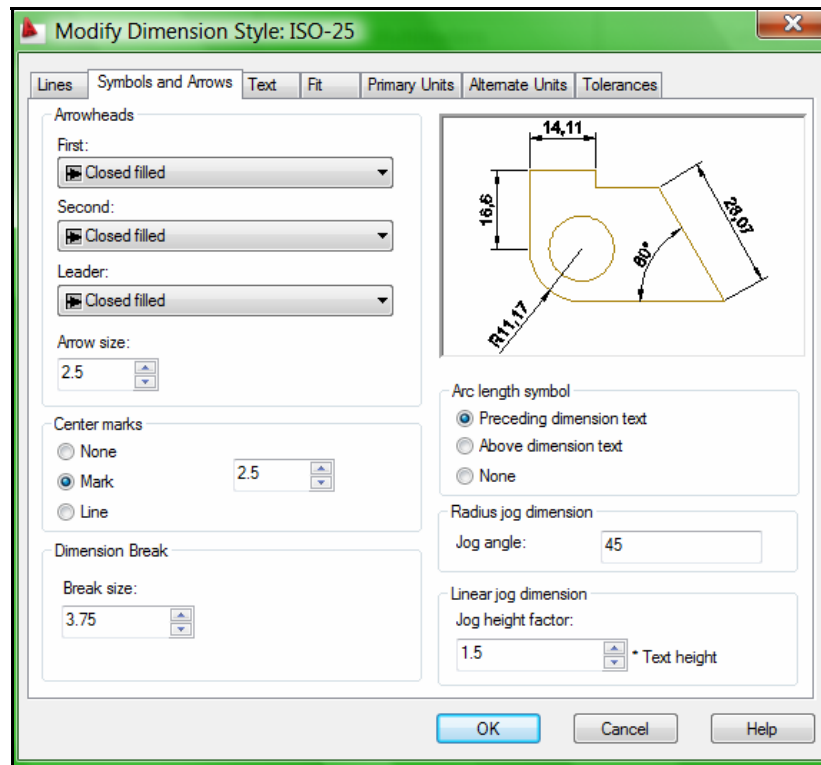 Modify Dimension Style: ISO-25
Lines Symbols and Arrows Text Fit Primary Units Alternate Units Tolerances
Arrowheads
First:
Closed filled
Second:
Closed filled
Leader:
Closed filled
Arrow size:
2.5
Center marks
None
Mark
2.5
Line
Dimension Break
Break size:
3.75
14,11
16,6
28,07
60°
R11,17
Arc length symbol
Preceding dimension text
Above dimension text
None
Radius jog dimension
Jog angle:
45
Linear jog dimension
Jog height factor:
1.5
* Text height
OK Cancel Help